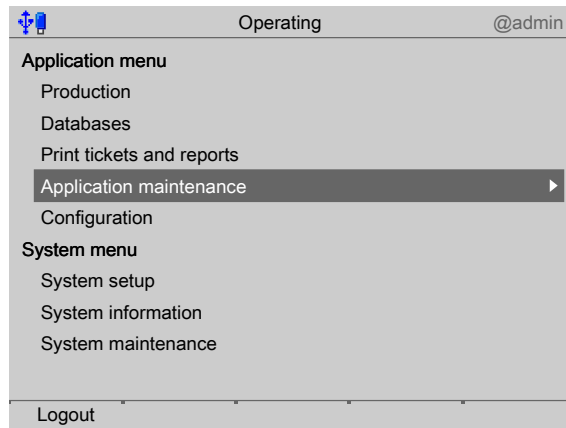 Operating @admin
Application menu
Production
Databases
Print tickets and reports
Application maintenance
Configuration
System menu
System setup
System information
System maintenance
Logout